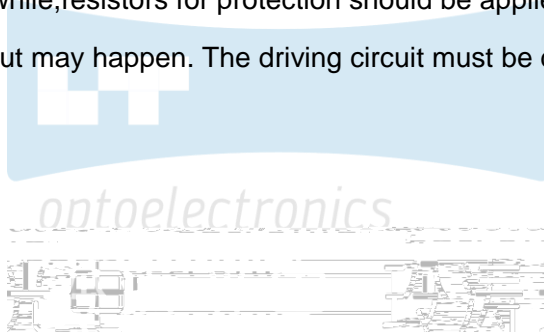 while,resistors for protection should be applie
ut may happen. The driving circuit must be
optoelectronics